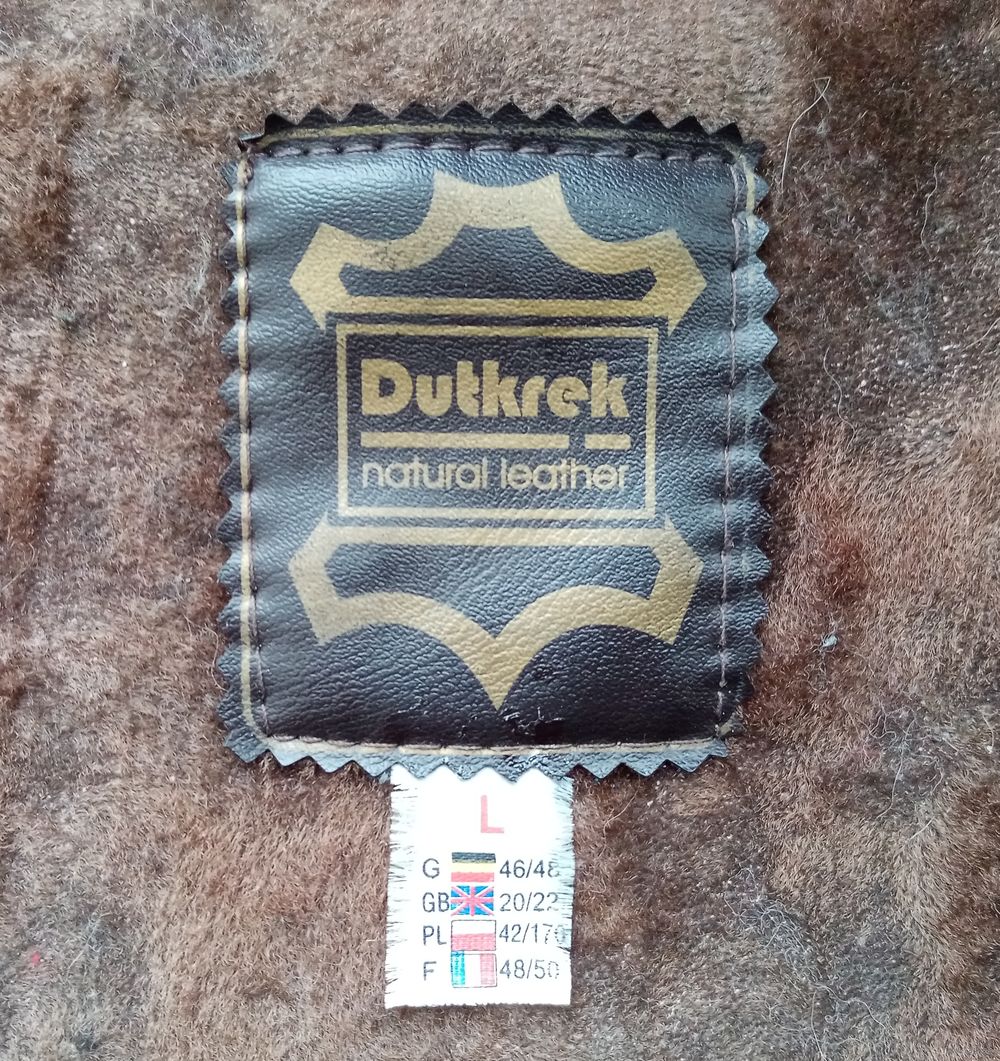 Dutkrek
natural leather
L
G 46/48
GB 20/22
PL 42/170
F 48/50